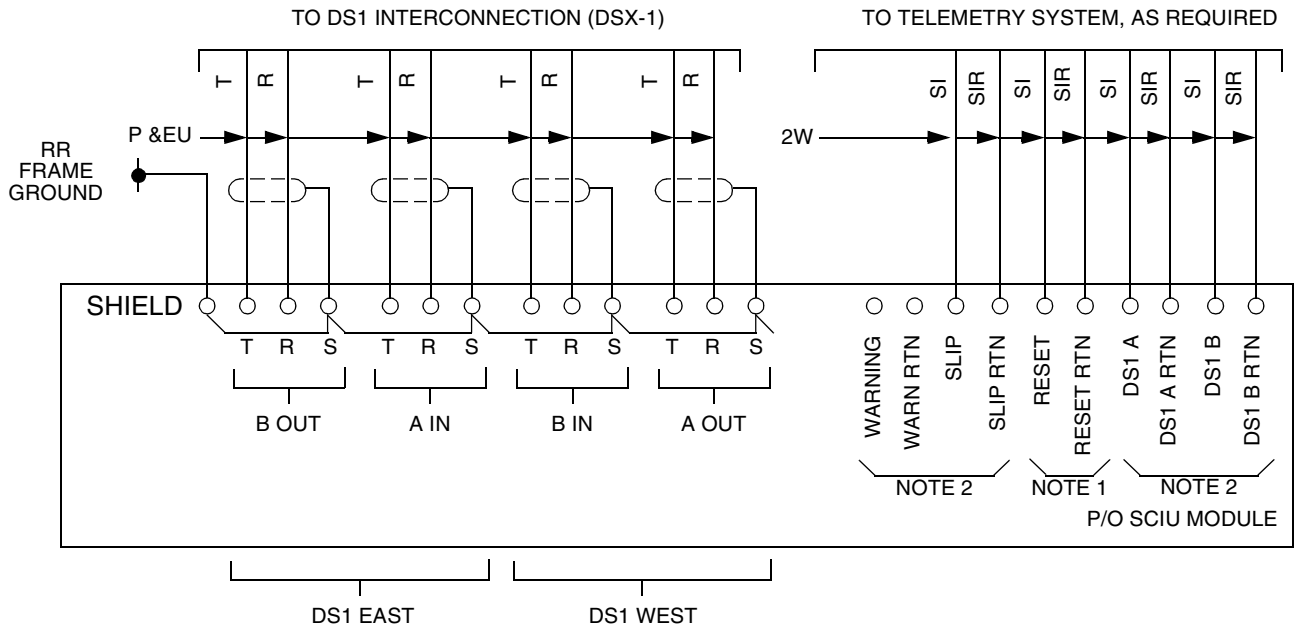 TO DS1 INTERCONNECTION (DSX-1)
TO TELEMETRY SYSTEM, AS REQUIRED
T R T R T R T R
SI SIR SI SIR SI SIR SI SIR
P &EU
2W
RR
FRAME
GROUND
SHIELD
T R S T R S T R S T R S
B OUT A IN B IN A OUT
WARNING
WARN RTN
SLIP
SLIP RTN
RESET
RESET RTN
DS1 A
DS1 A RTN
DS1 B
DS1 B RTN
NOTE 2 NOTE 1 NOTE 2
P/O SCIU MODULE
DS1 EAST DS1 WEST